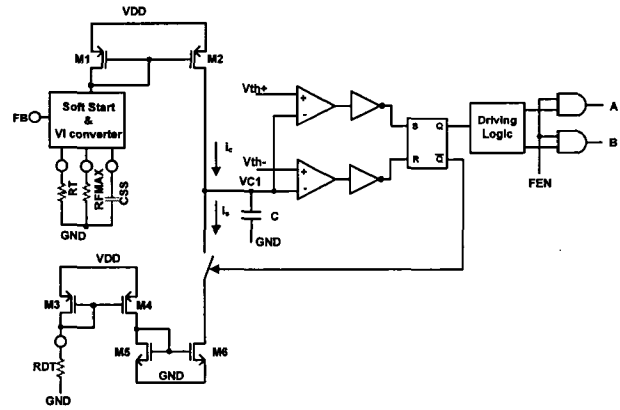 VDD
M1
M2
Soft Start
&
VI converter
FB
Vth+
+
-
S
Q
R
Q
Driving
Logic
A
B
FEN
Vth-
+
-
VC1
ic
is
C
GND
RT
RFMAX
CSS
GND
VDD
M3
M4
M5
M6
GND
RDT
GND